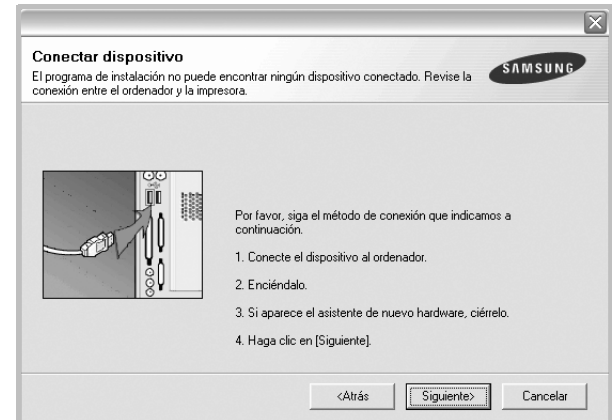 Conectar dispositivo
El programa de instalación no puede encontrar ningún dispositivo conectado. Revise la
conexión entre el ordenador y la impresora.
SAMSUNG
Por favor, siga el método de conexión que indicamos a
continuación.
1. Conecte el dispositivo al ordenador.
2. Enciéndalo.
3. Si aparece el asistente de nuevo hardware, ciérrelo.
4. Haga clic en [Siguiente].
<Atrás
Siguiente>
Cancelar